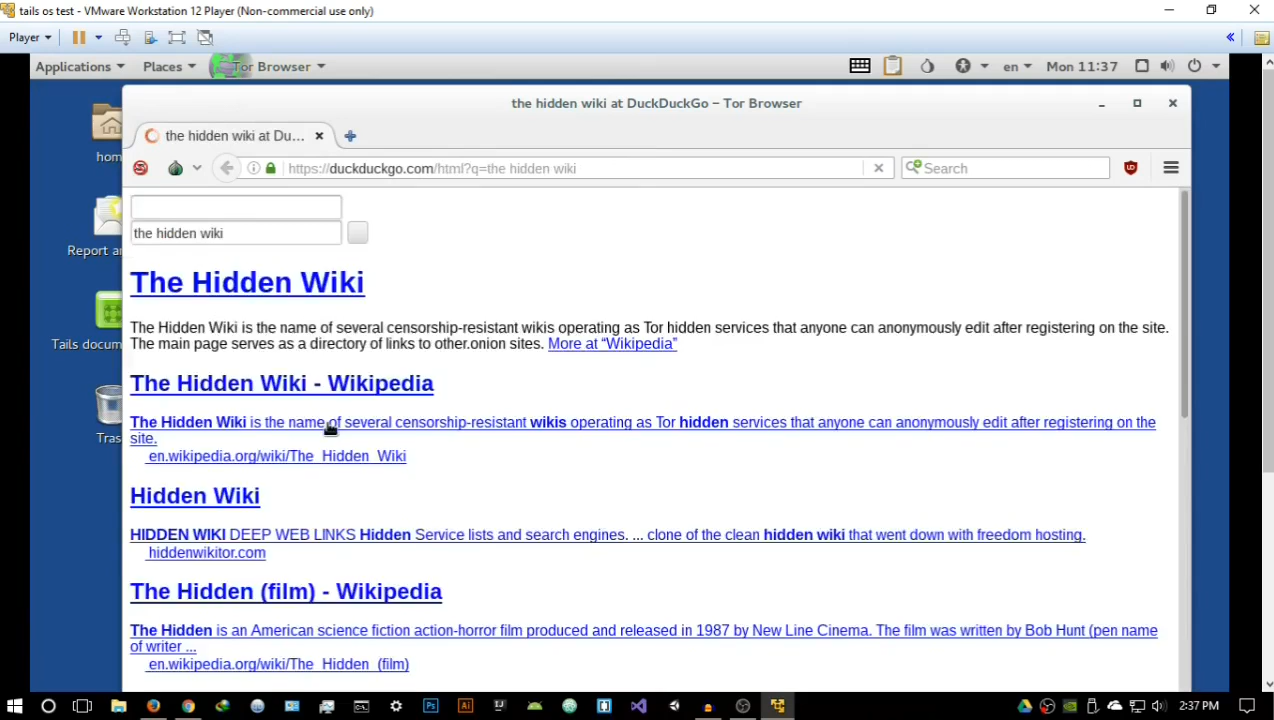 tails os test - VMware Workstation 12 Player (Non-commercial use only)
Player
Applications Places Tor Browser en Mon 11:37
the hidden wiki at DuckDuckGo – Tor Browser
the hidden wiki at Du...
https://duckduckgo.com/html?q=the hidden wiki Search
the hidden wiki
The Hidden Wiki
The Hidden Wiki is the name of several censorship-resistant wikis operating as Tor hidden services that anyone can anonymously edit after registering on the site.
The main page serves as a directory of links to other.onion sites. More at “Wikipedia”
The Hidden Wiki - Wikipedia
The Hidden Wiki is the name of several censorship-resistant wikis operating as Tor hidden services that anyone can anonymously edit after registering on the
site.
en.wikipedia.org/wiki/The_Hidden_Wiki
Hidden Wiki
HIDDEN WIKI DEEP WEB LINKS Hidden Service lists and search engines. ... clone of the clean hidden wiki that went down with freedom hosting.
hiddenwikitor.com
The Hidden (film) - Wikipedia
The Hidden is an American science fiction action-horror film produced and released in 1987 by New Line Cinema. The film was written by Bob Hunt (pen name
of writer ...
en.wikipedia.org/wiki/The_Hidden_(film)
hom
Report a
Tails docum
Tras
2:37 PM